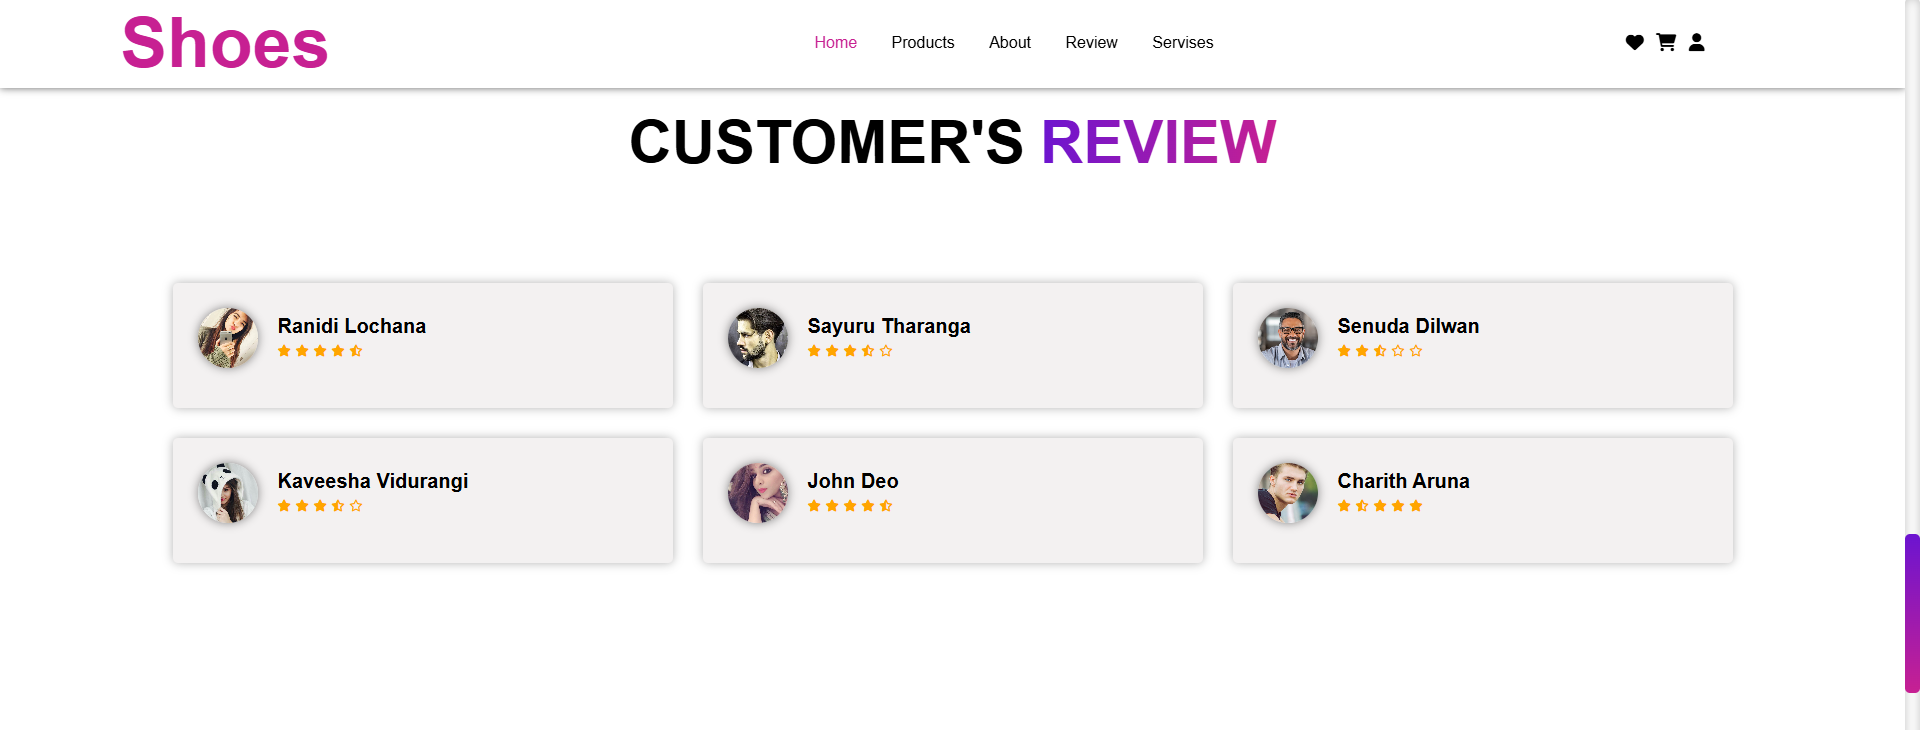 Shoes
Home Products About Review Servises
CUSTOMER'S REVIEW
Ranidi Lochana
Sayuru Tharanga
Senuda Dilwan
Kaveesha Vidurangi
John Deo
Charith Aruna